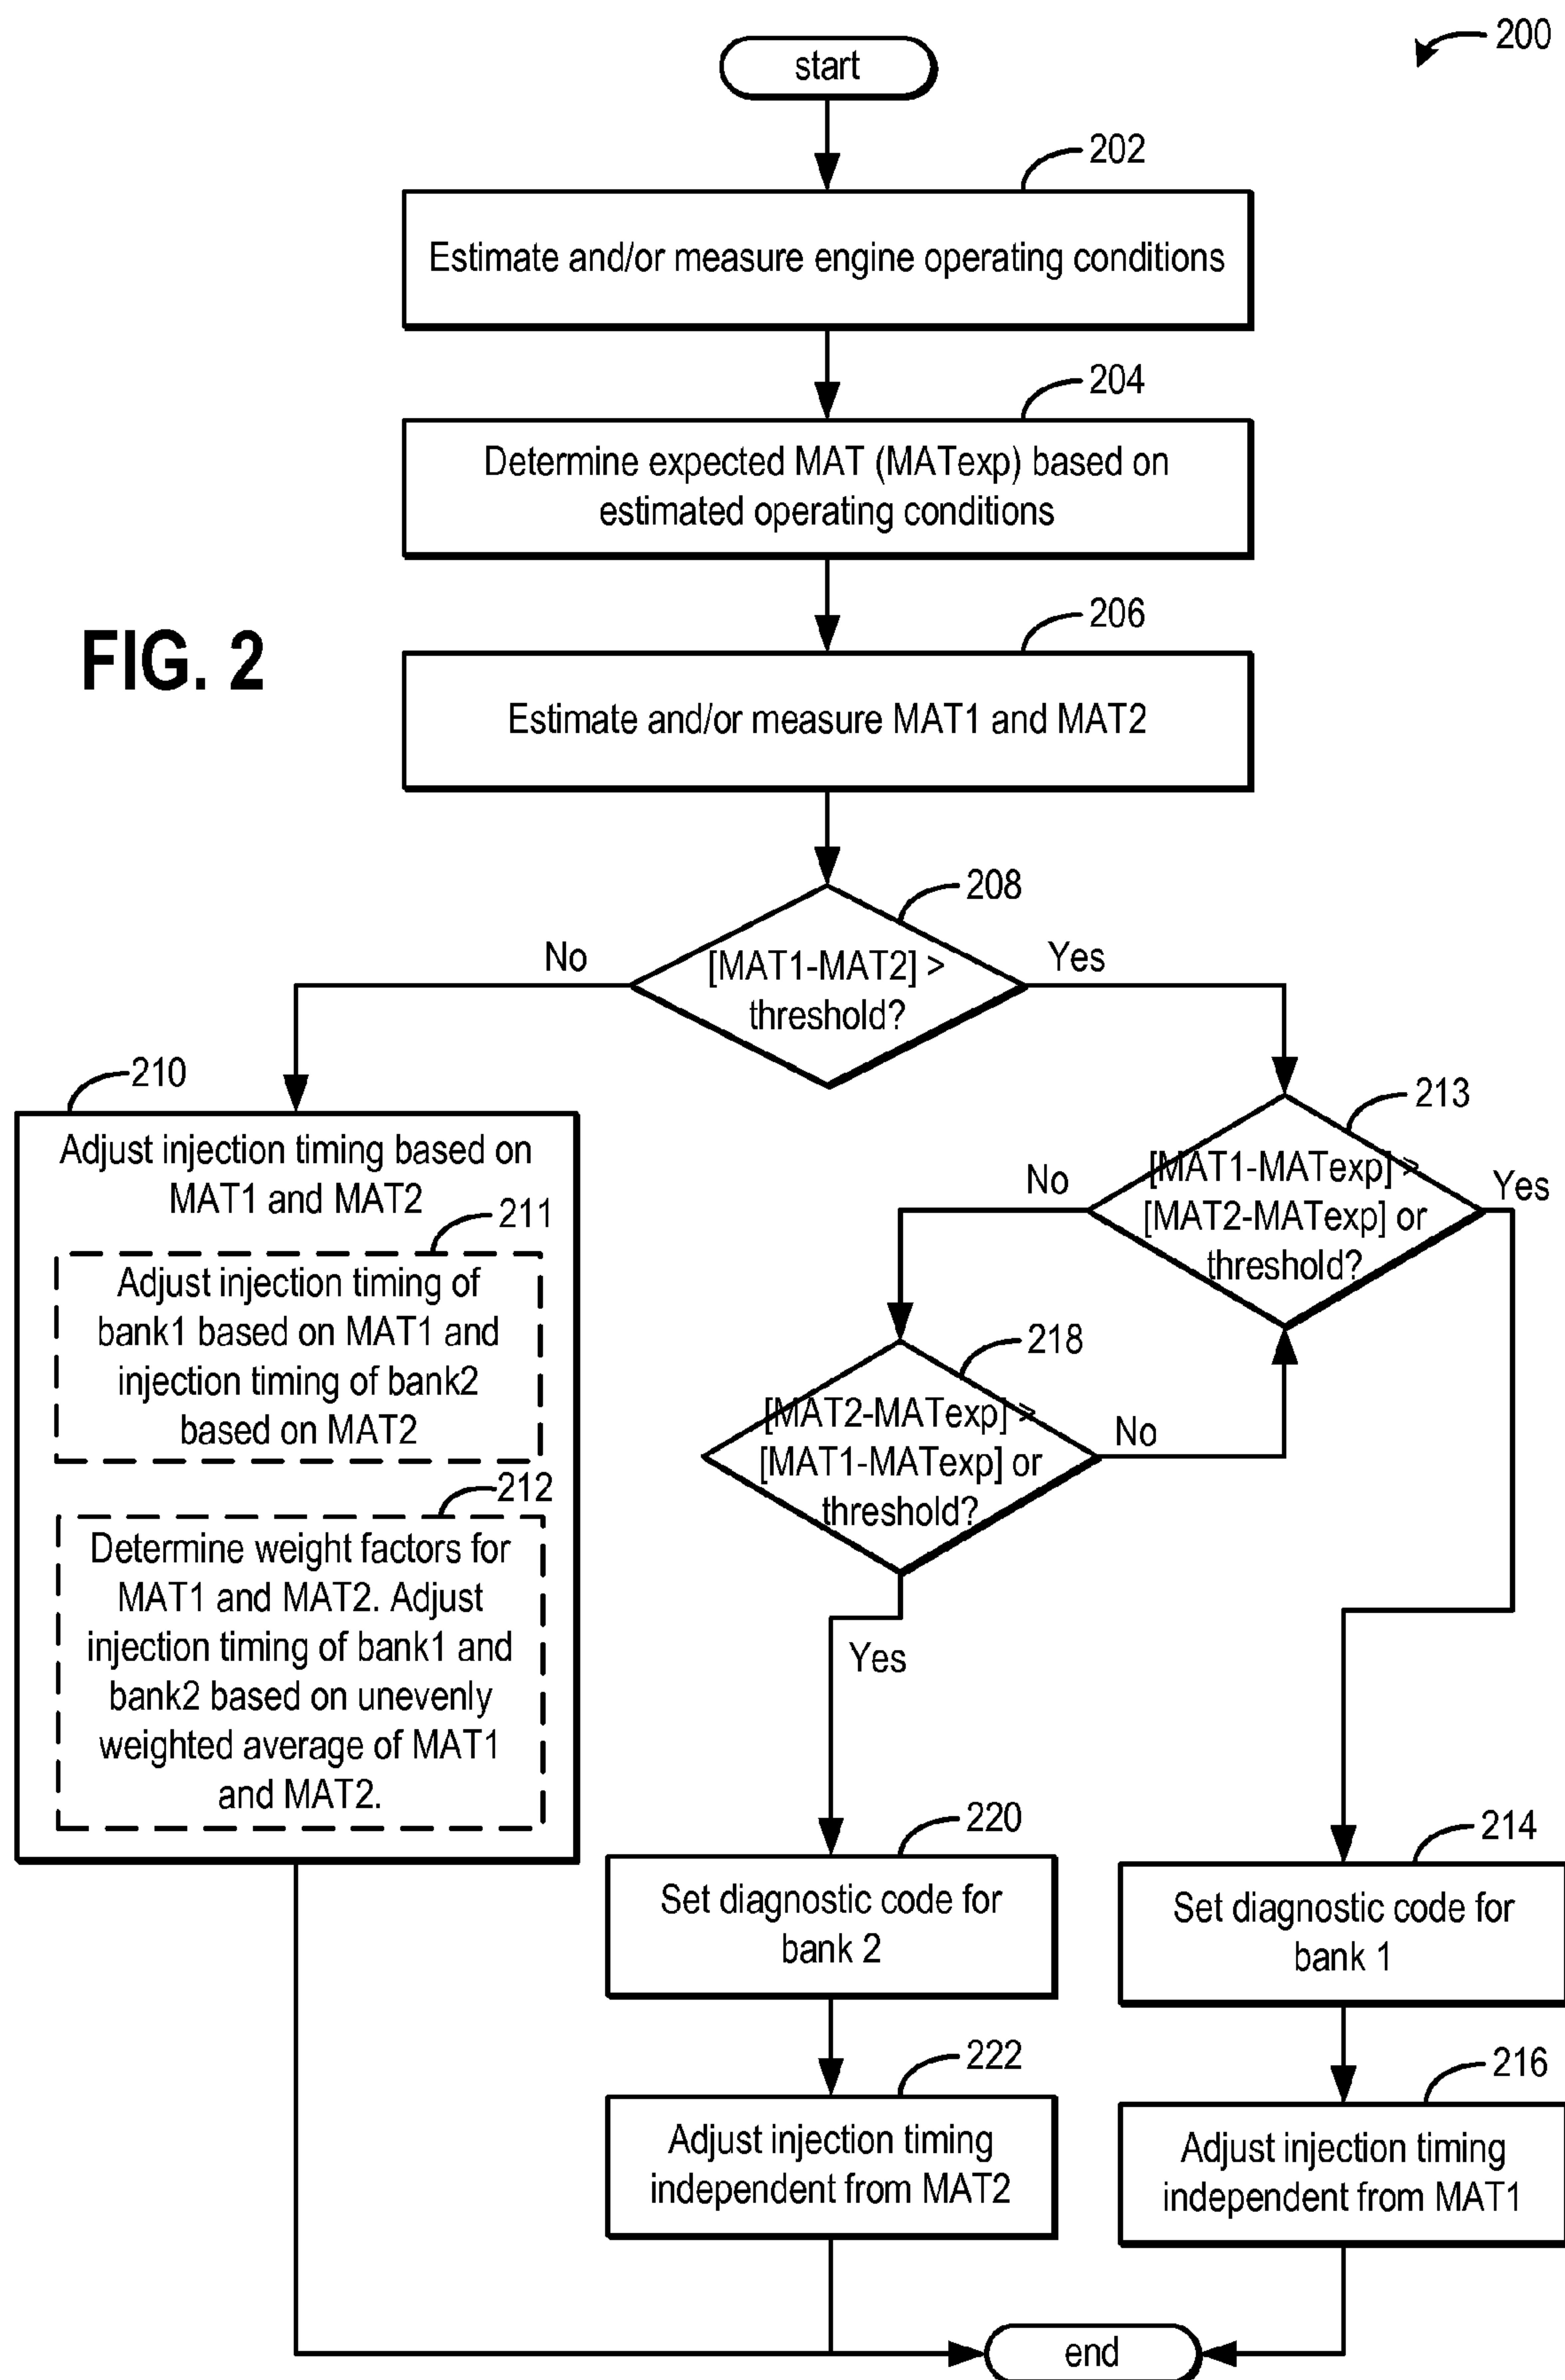 200
start
202
Estimate and/or measure engine operating conditions
204
Determine expected MAT (MATexp) based on
estimated operating conditions
FIG. 2
206
Estimate and/or measure MAT1 and MAT2
208
[MAT1-MAT2] >
threshold?
No
Yes
210
Adjust injection timing based on
MAT1 and MAT2
211
Adjust injection timing of
bank1 based on MAT1 and
injection timing of bank2
based on MAT2
212
Determine weight factors for
MAT1 and MAT2. Adjust
injection timing of bank1 and
bank2 based on unevenly
weighted average of MAT1
and MAT2.
213
[MAT1-MATexp] >
[MAT2-MATexp] or
threshold?
No
Yes
218
[MAT2-MATexp] >
[MAT1-MATexp] or
threshold?
No
Yes
220
Set diagnostic code for
bank 2
214
Set diagnostic code for
bank 1
222
Adjust injection timing
independent from MAT2
216
Adjust injection timing
independent from MAT1
end